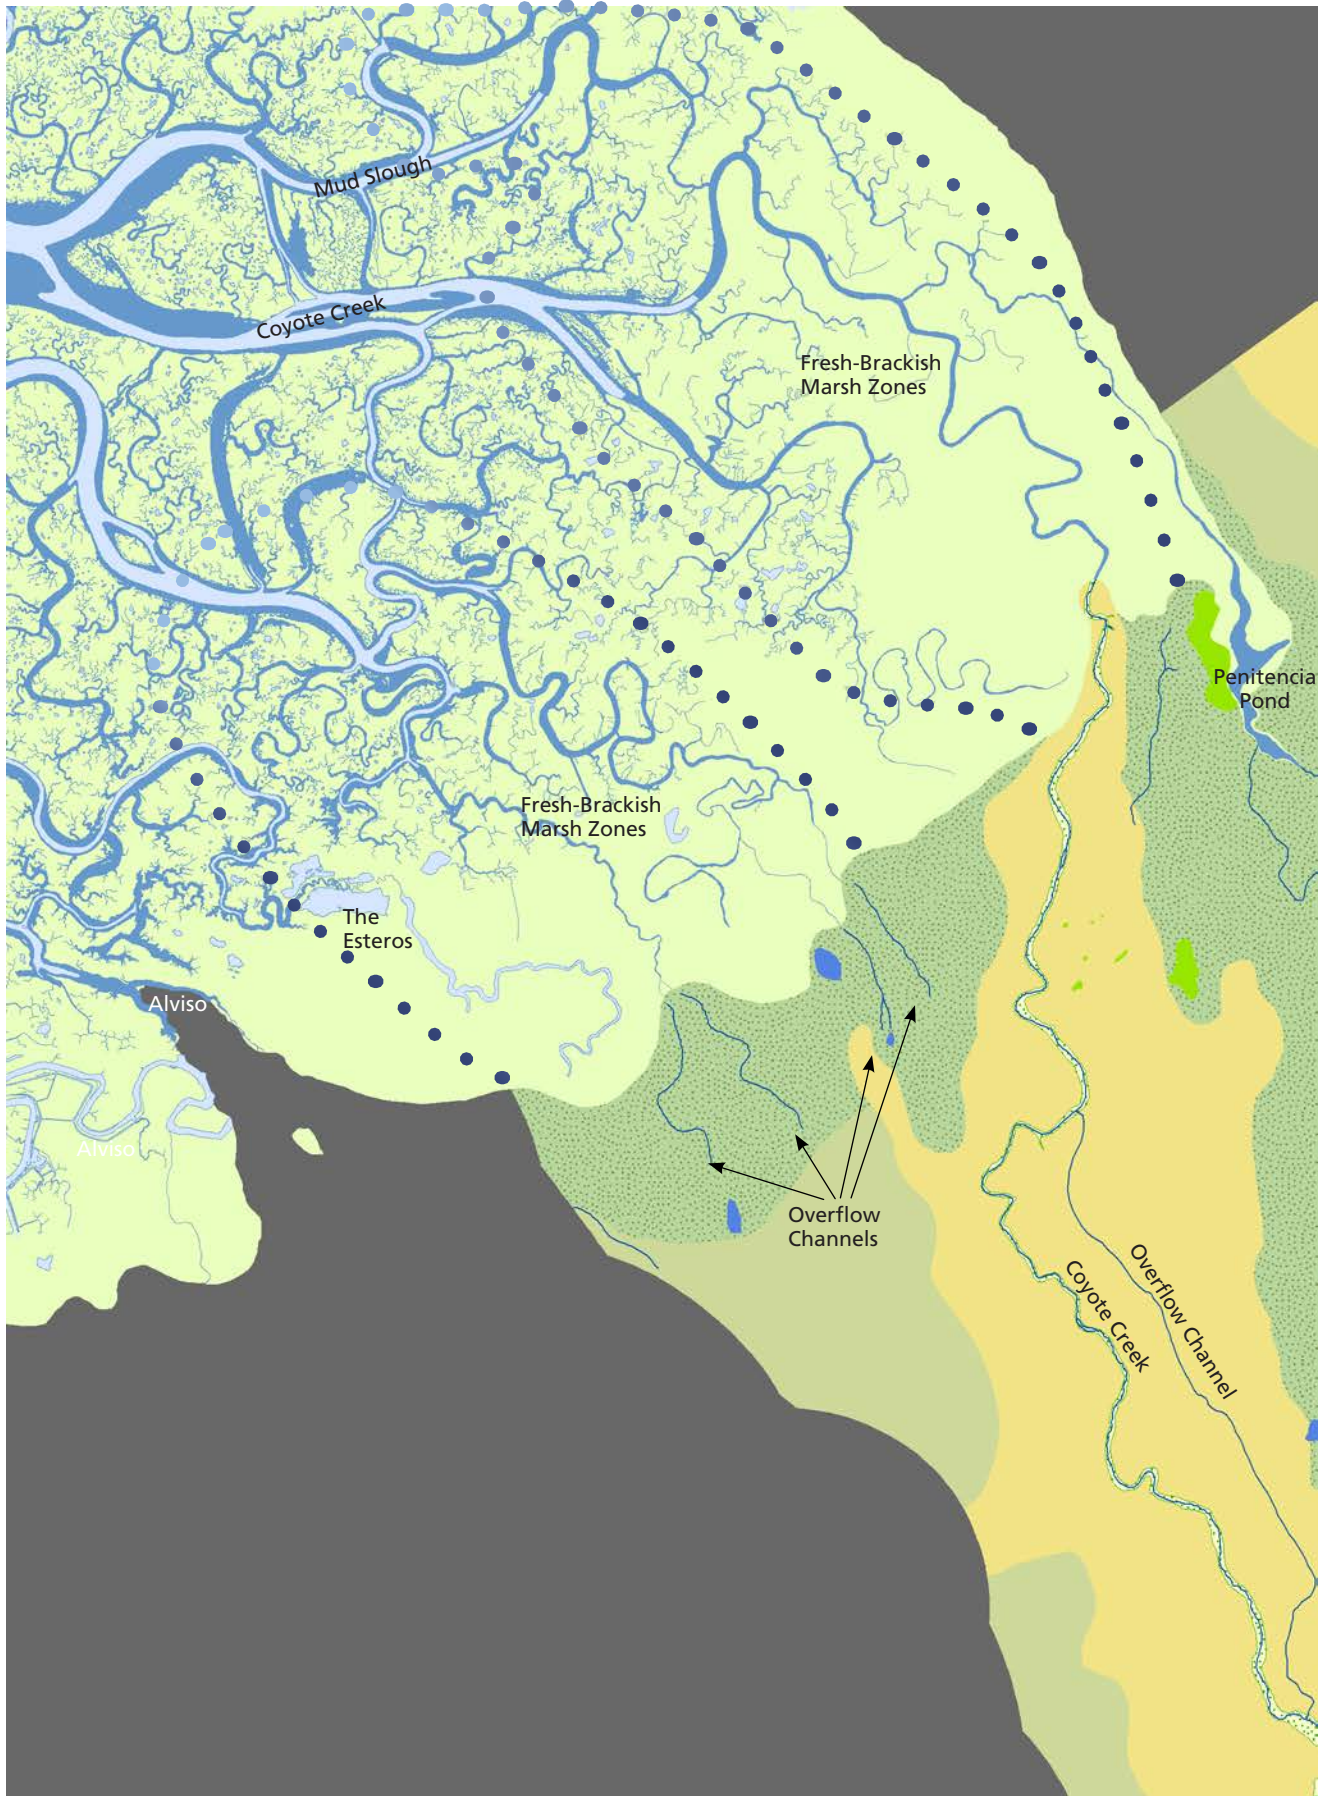 Mud Slough
Coyote Creek
Fresh-Brackish
Marsh Zones
Penitencia
Pond
Fresh-Brackish
Marsh Zones
The
Esteros
Alviso
Alviso
Overflow
Channels
Overflow Channel
Coyote Creek